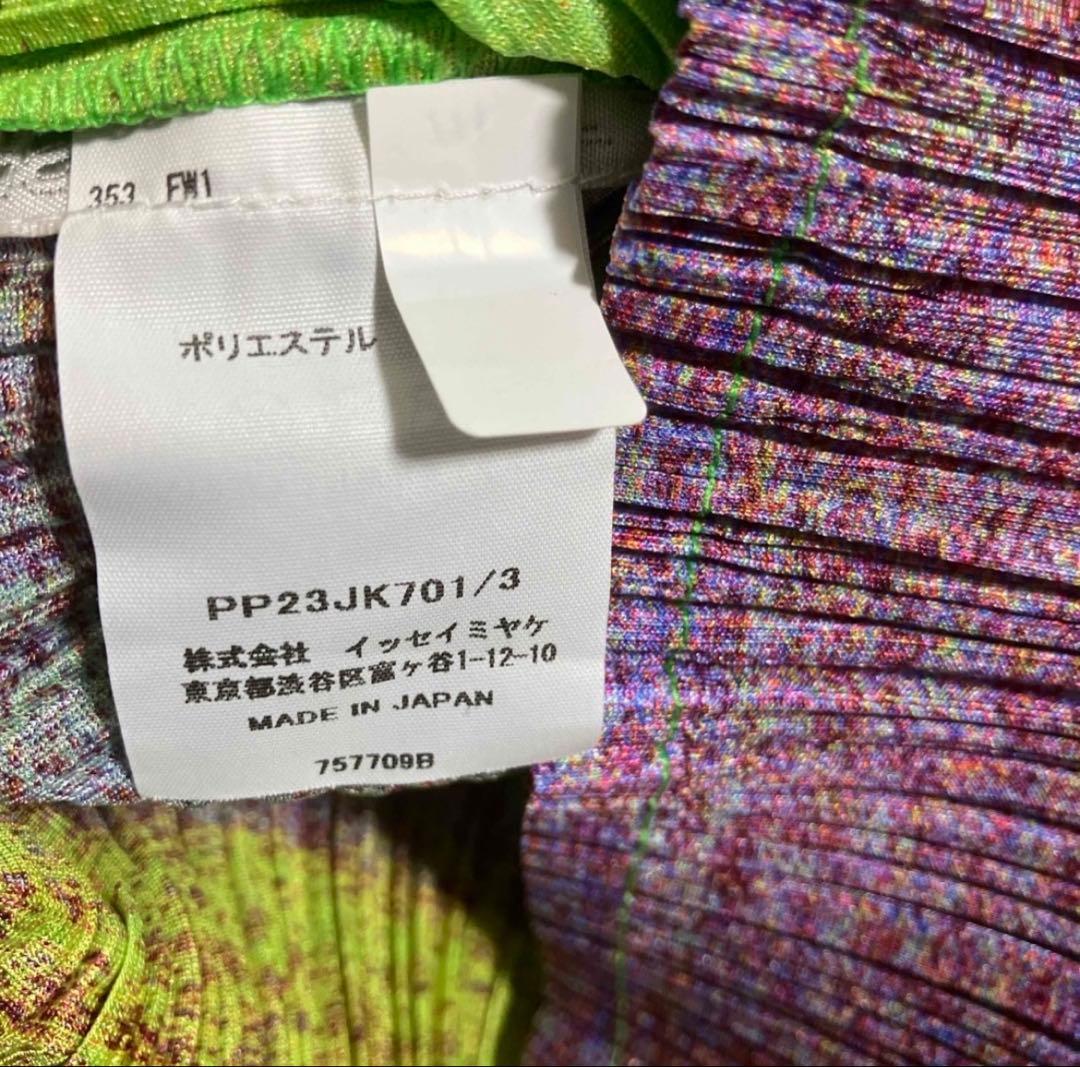 353 FW1
ポリエステル
PP23JK701/3
株式会社 イッセイミヤケ
東京都渋谷区富ヶ谷1-12-10
MADE IN JAPAN
757709B